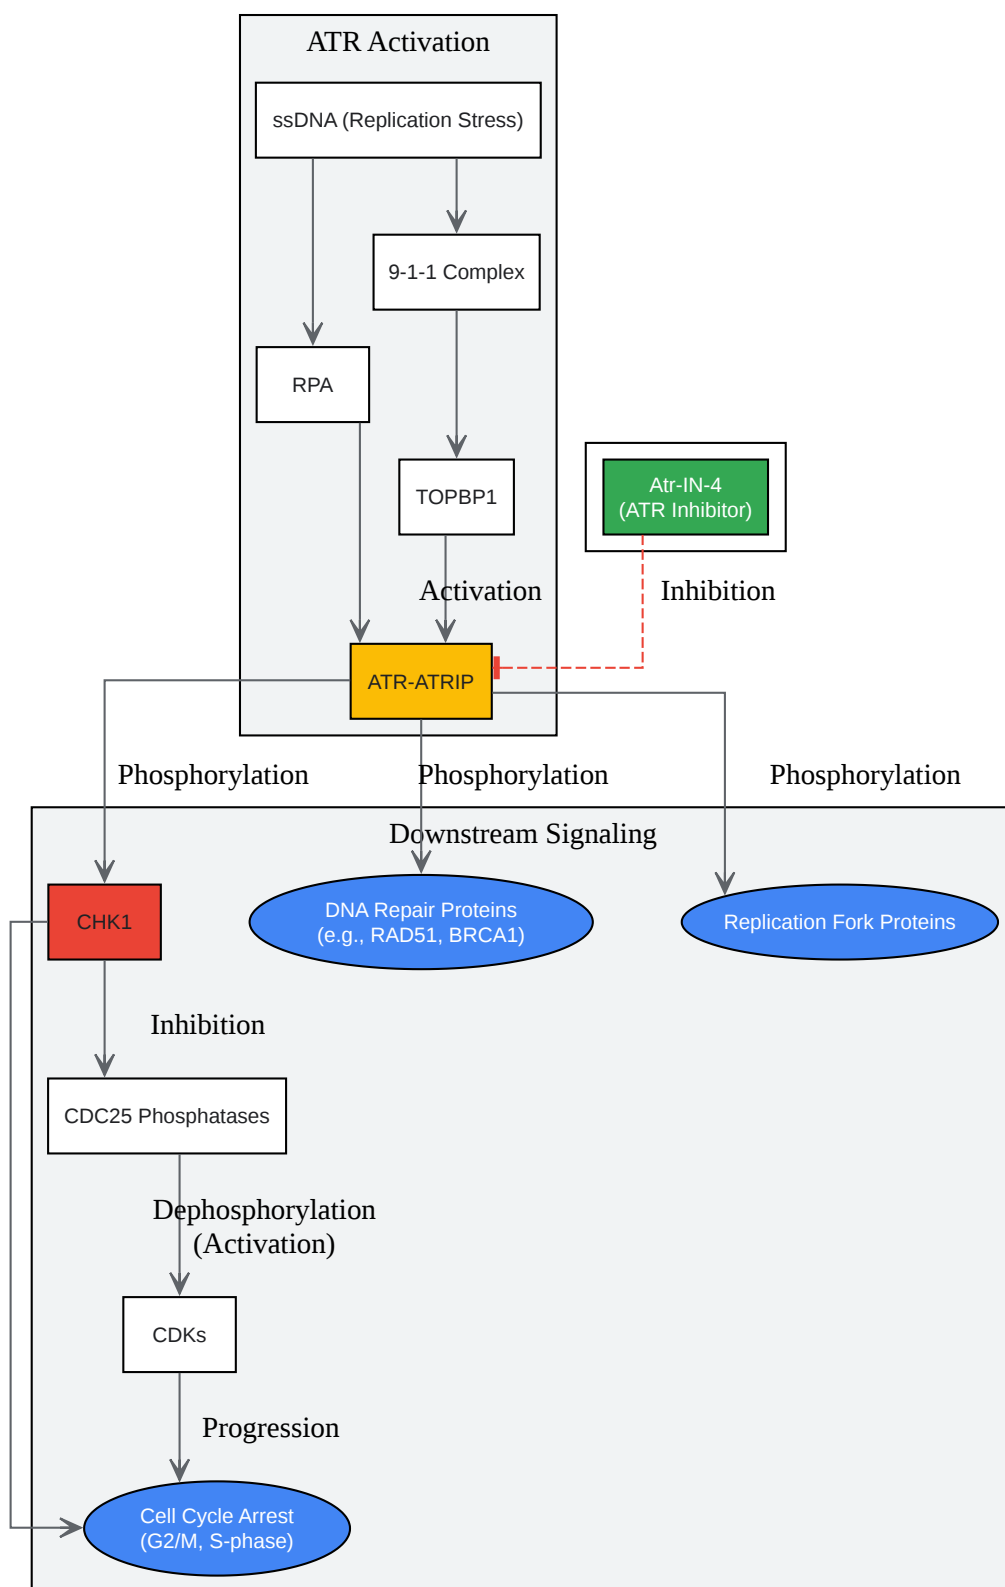 ATR Activation
ssDNA (Replication Stress)
9-1-1 Complex
RPA
TOPBP1
Atr-IN-4
(ATR Inhibitor)
Activation
Inhibition
ATR-ATRIP
Phosphorylation
Phosphorylation
Phosphorylation
Downstream Signaling
CHK1
DNA Repair Proteins
(e.g., RAD51, BRCA1)
Replication Fork Proteins
Inhibition
CDC25 Phosphatases
Dephosphorylation
(Activation)
CDKs
Progression
Cell Cycle Arrest
(G2/M, S-phase)